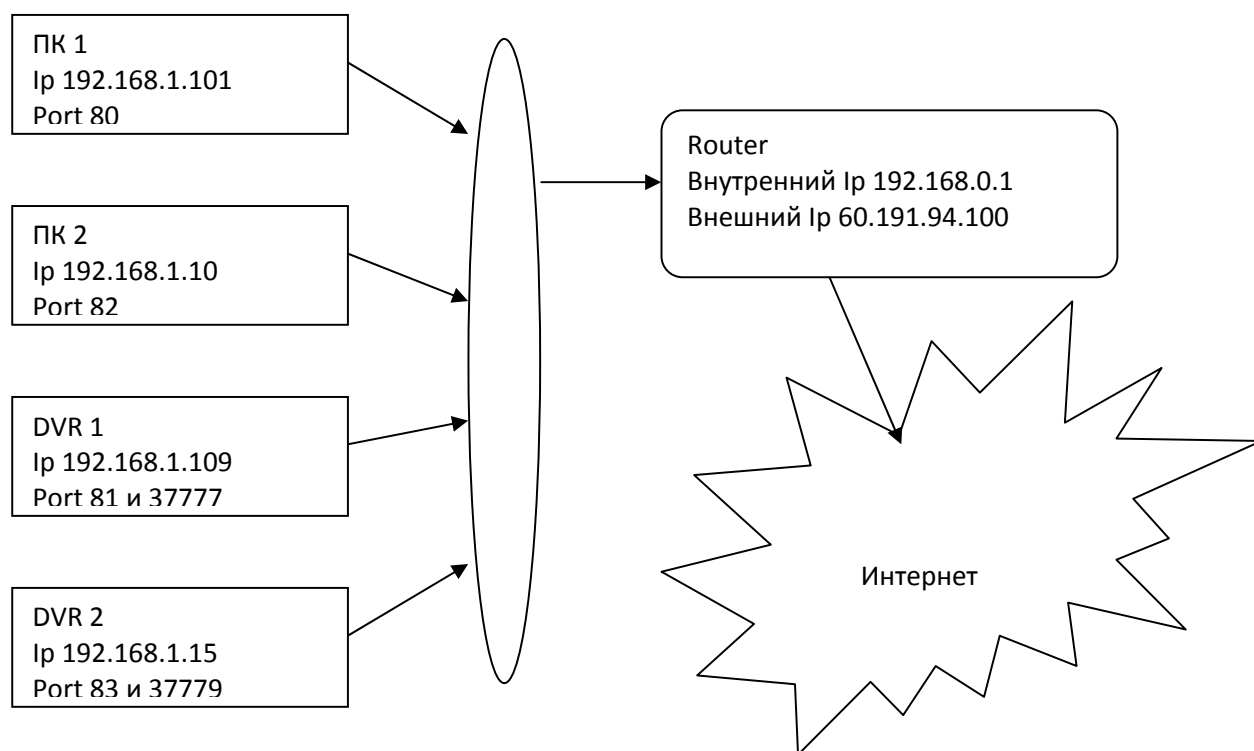 ПК 1
Ip 192.168.1.101
Port 80
ПК 2
Ip 192.168.1.10
Port 82
DVR 1
Ip 192.168.1.109
Port 81 и 37777
DVR 2
Ip 192.168.1.15
Port 83 и 37779
Router
Внутренний Ip 192.168.0.1
Внешний Ip 60.191.94.100
Интернет